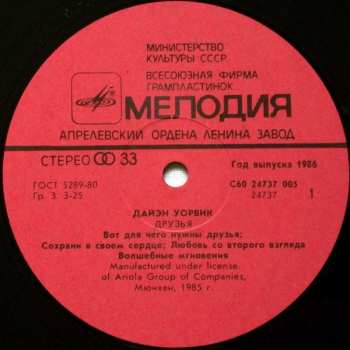 МИНИСТЕРСТВО
КУЛЬТУРЫ СССР
ВСЕСОЮЗНАЯ ФИРМА
ГРАМПЛАСТИНОК
МЕЛОДИЯ
АПРЕЛЕВСКИЙ ОРДЕНА ЛЕНИНА ЗАВОД
СТЕРЕО 33
Год выпуска 1986
ГОСТ 5289-80
Гр. 3. 3-25
С60 24737 005
24737 1
ДАЙЭН УОРВИК
ДРУЗЬЯ
Вот для чего нужны друзья;
Сохрани в своем сердце; Любовь со второго взгляда
Волшебные мгновения
Manufactured under license
of Ariola Group of Companies,
Мюнхен, 1985 г.